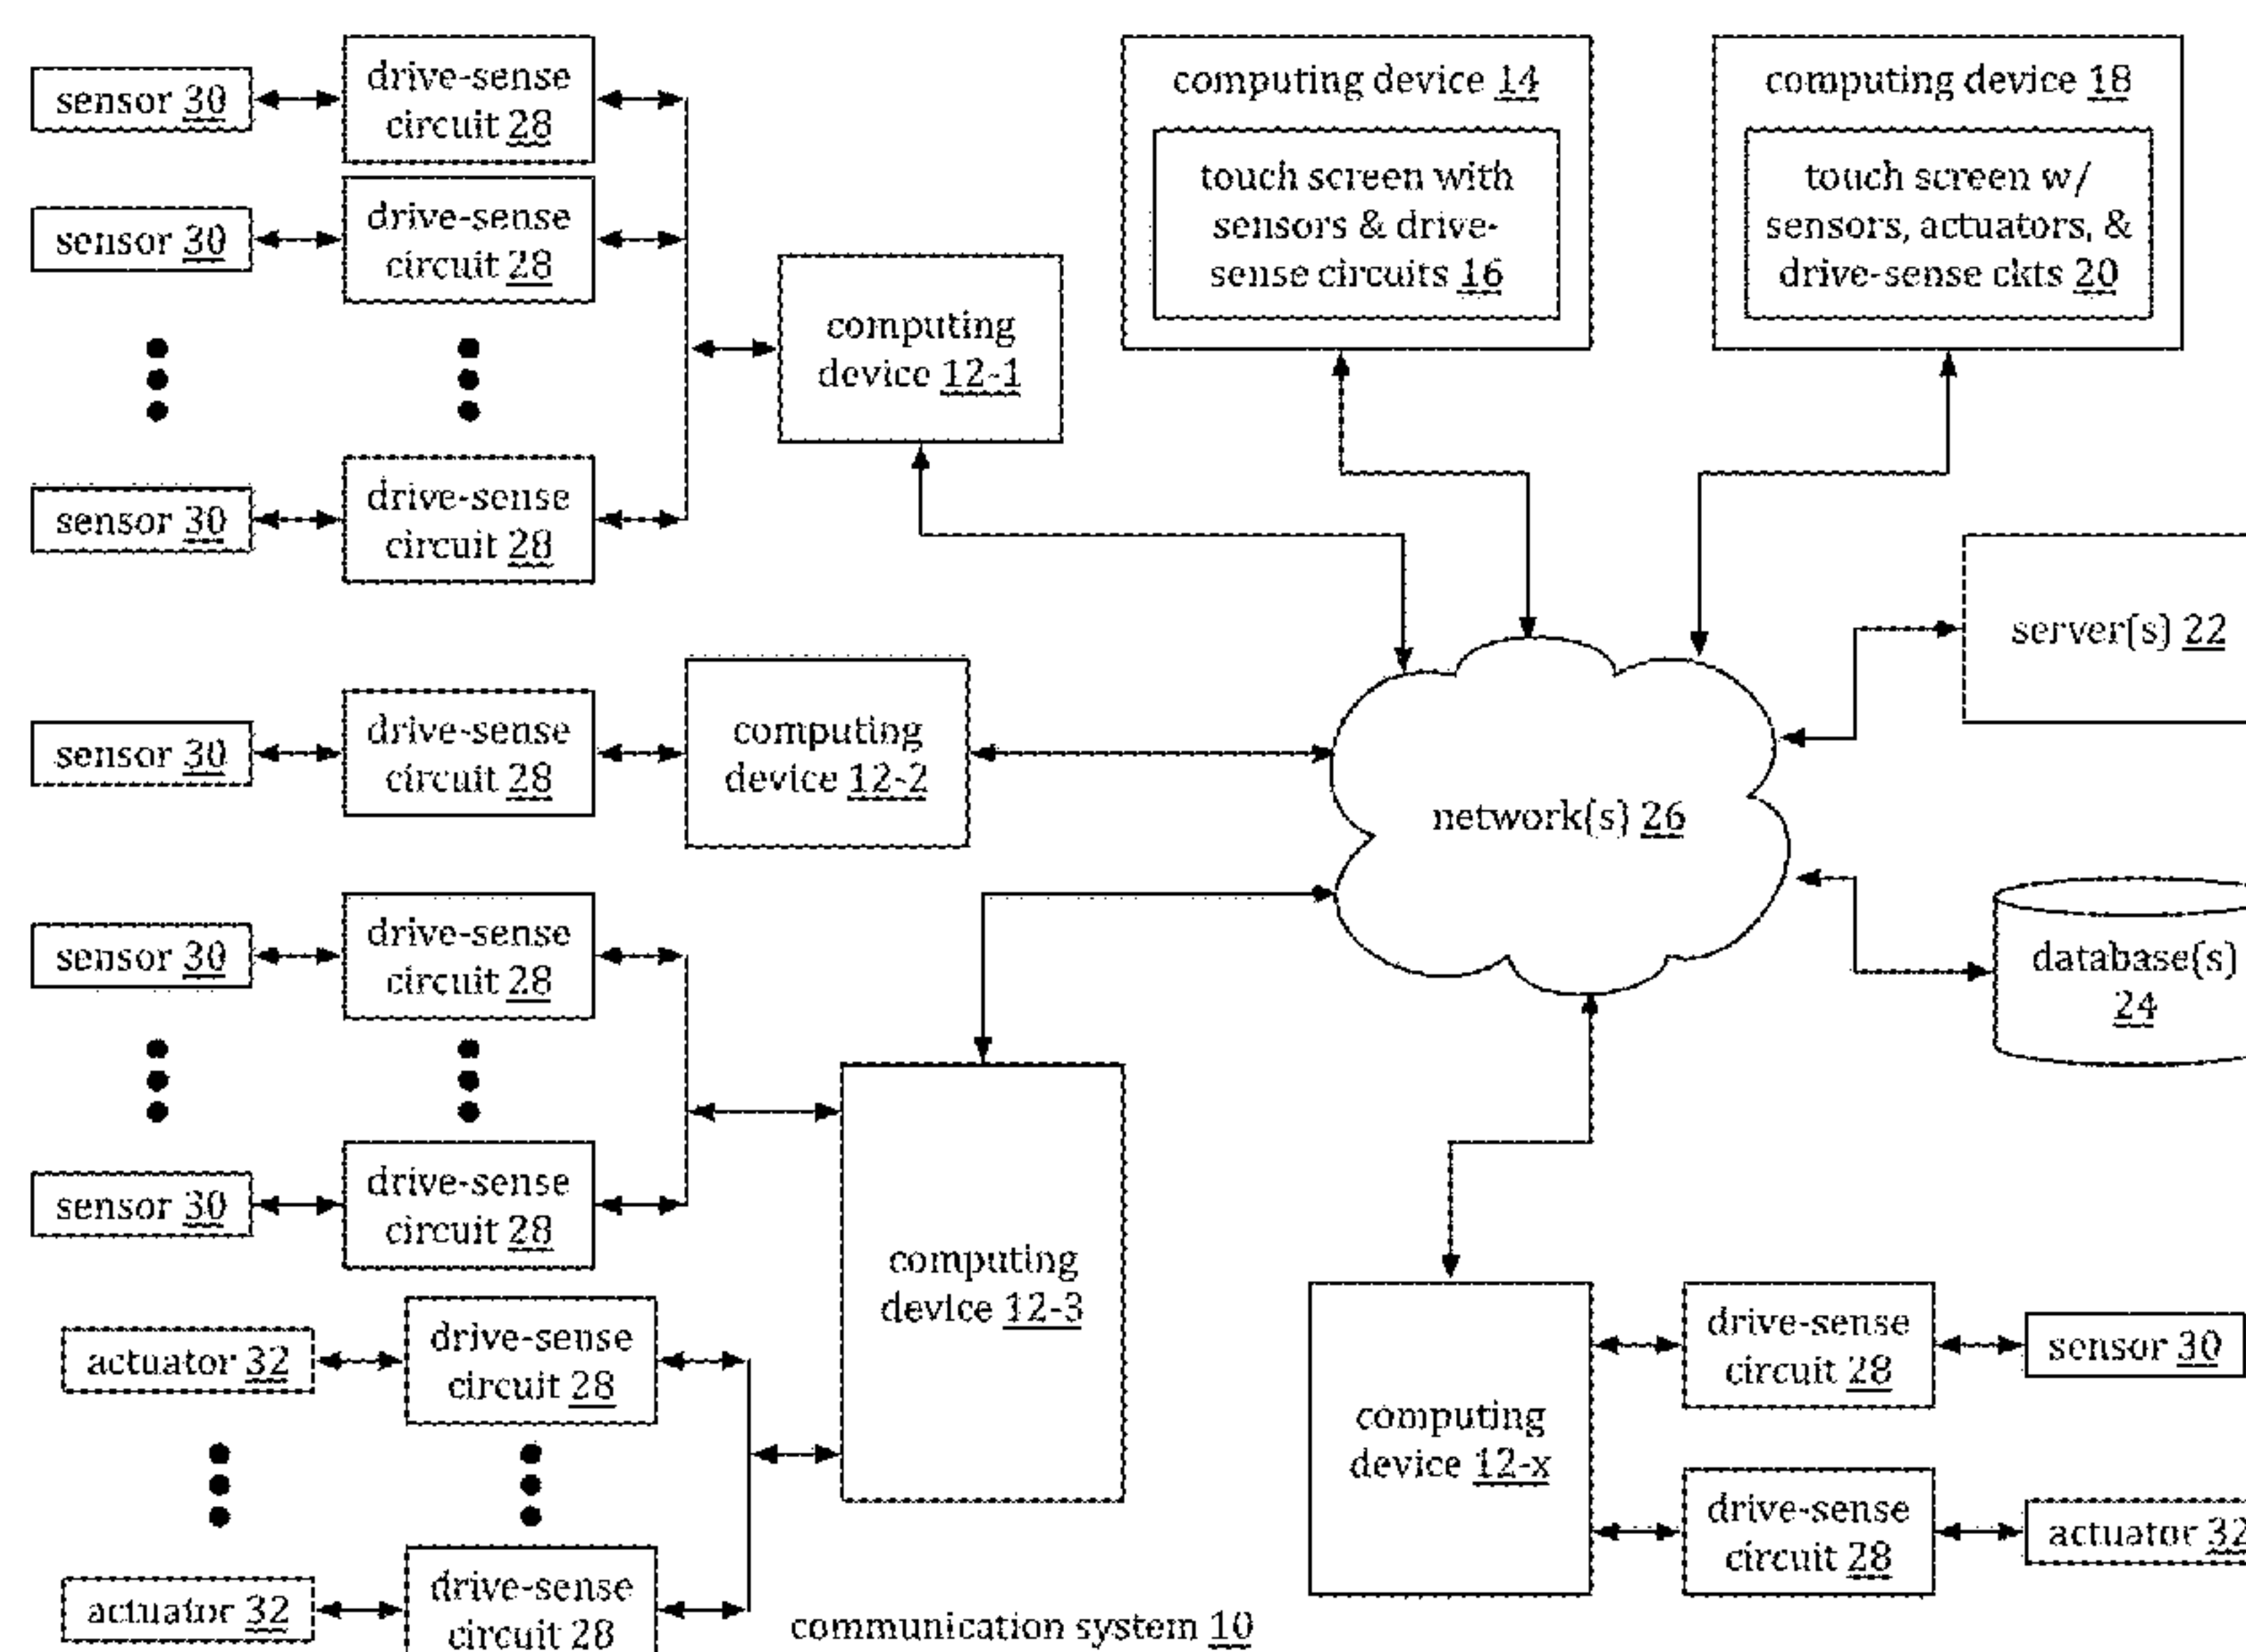 sensor 30
drive-sense
circuit 28
sensor 30
drive-sense
circuit 28
sensor 30
drive-sense
circuit 28
computing
device 12-1
computing device 14
touch screen with
sensors & drive-
sense circuits 16
computing device 18
touch screen w/
sensors, actuators, &
drive-sense ckts 20
server(s) 22
sensor 30
drive-sense
circuit 28
computing
device 12-2
network(s) 26
database(s)
24
sensor 30
drive-sense
circuit 28
sensor 30
drive-sense
circuit 28
computing
device 12-3
actuator 32
drive-sense
circuit 28
actuator 32
drive-sense
circuit 28
computing
device 12-x
drive-sense
circuit 28
sensor 30
drive-sense
circuit 28
actuator 32
communication system 10